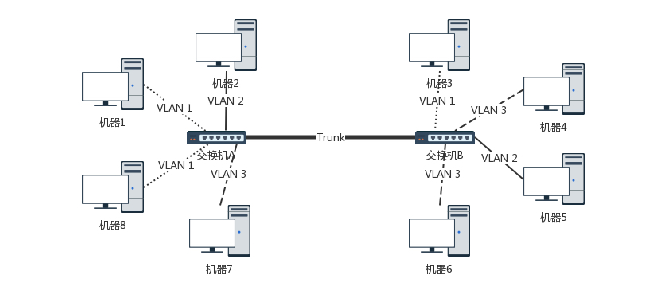 机器2
机器3
VLAN 1
VLAN 2
VLAN 1
VLAN 3
机器1
机器4
Trunk
交换机A
交换机B
VLAN 1
VLAN 3
VLAN 3
VLAN 2
机器8
机器5
机器7
机器6